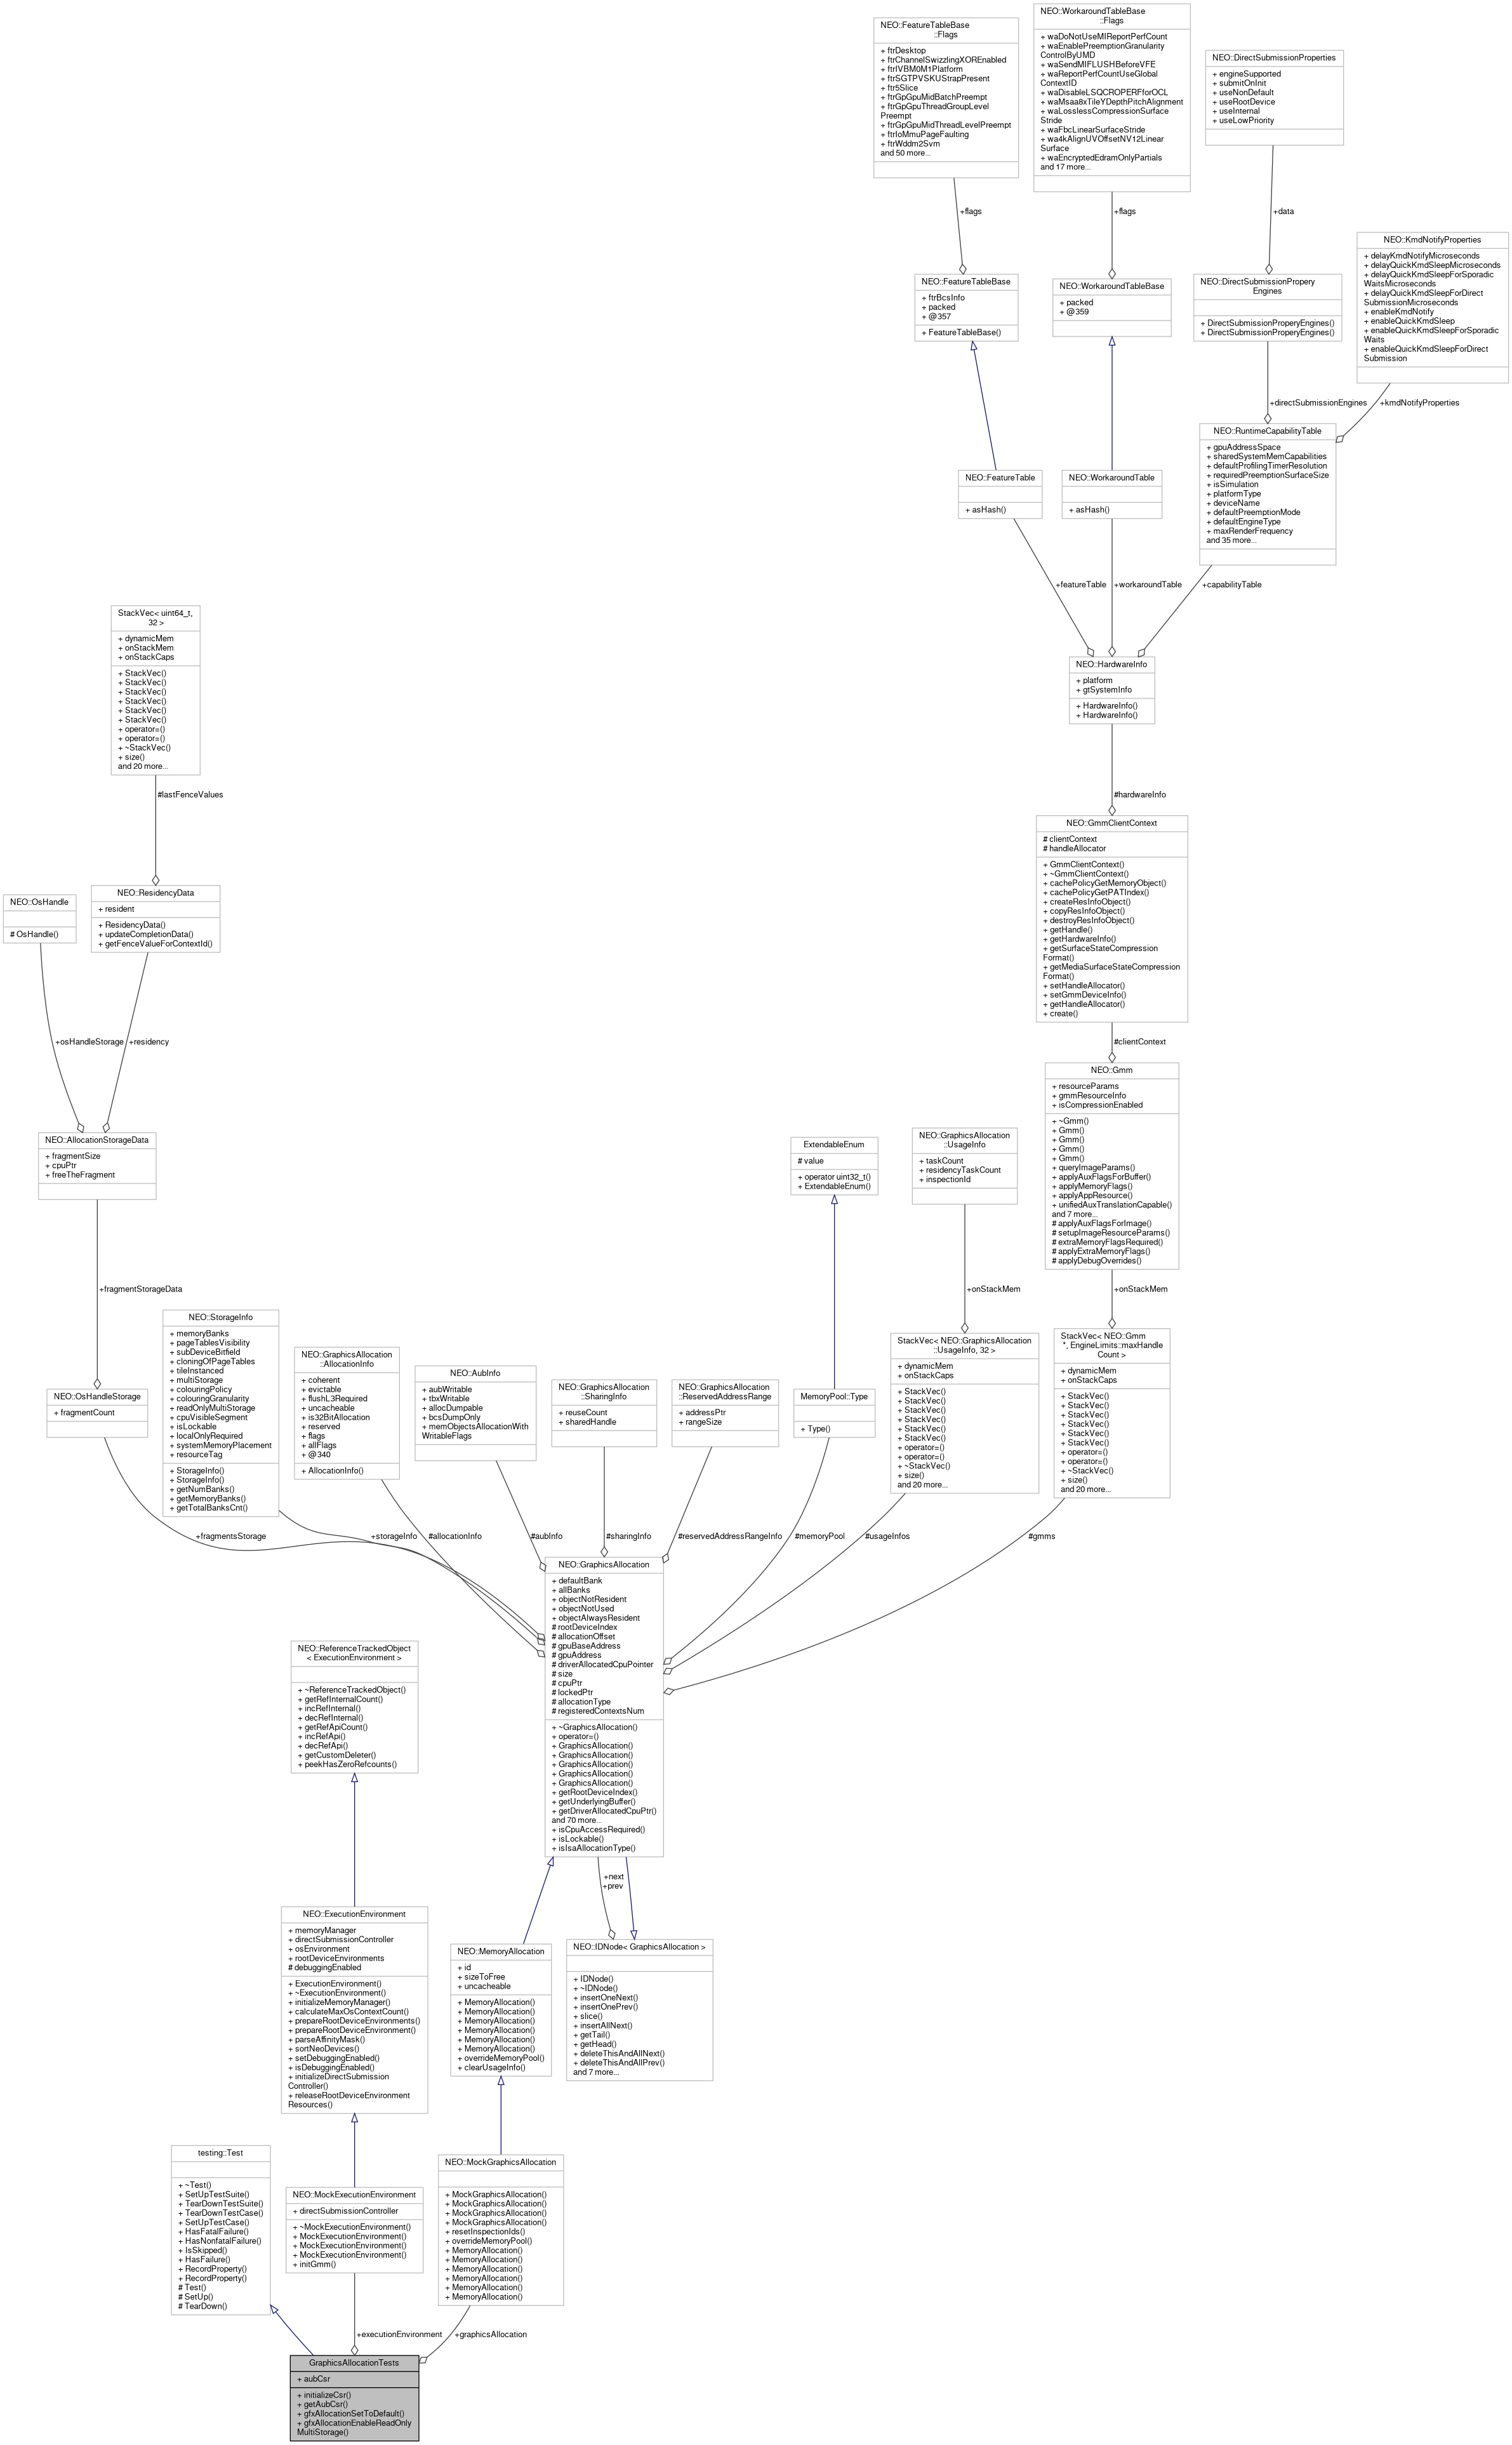 NEO::FeatureTableBase
::Flags
+ ftrDesktop
+ ftrChannelSwizzlingXOREnabled
+ ftrIVBM0M1Platform
+ ftrSGTPVSKUStrapPresent
+ ftr5Slice
+ ftrGpGpuMidBatchPreempt
+ ftrGpGpuThreadGroupLevel
Preempt
+ ftrGpGpuMidThreadLevelPreempt
+ ftrIoMmuPageFaulting
+ ftrWddm2Svm
and 50 more...
NEO::WorkaroundTableBase
::Flags
+ waDoNotUseMIReportPerfCount
+ waEnablePreemptionGranularity
ControlByUMD
+ waSendMIFLUSHBeforeVFE
+ waReportPerfCountUseGlobal
ContextID
+ waDisableLSQCROPERFforOCL
+ waMsaa8xTileYDepthPitchAlignment
+ waLosslessCompressionSurface
Stride
+ waFbcLinearSurfaceStride
+ wa4kAlignUVOffsetNV12Linear
Surface
+ waEncryptedEdramOnlyPartials
and 17 more...
NEO::DirectSubmissionProperties
+ engineSupported
+ submitOnInit
+ useNonDefault
+ useRootDevice
+ useInternal
+ useLowPriority
+flags
+flags
+data
NEO::KmdNotifyProperties
+ delayKmdNotifyMicroseconds
+ delayQuickKmdSleepMicroseconds
+ delayQuickKmdSleepForSporadic
WaitsMicroseconds
+ delayQuickKmdSleepForDirect
SubmissionMicroseconds
+ enableKmdNotify
+ enableQuickKmdSleep
+ enableQuickKmdSleepForSporadic
Waits
+ enableQuickKmdSleepForDirect
Submission
NEO::FeatureTableBase
+ ftrBcsInfo
+ packed
+ @357
+ FeatureTableBase()
NEO::WorkaroundTableBase
+ packed
+ @359
NEO::DirectSubmissionPropery
Engines
+ DirectSubmissionProperyEngines()
+ DirectSubmissionProperyEngines()
+directSubmissionEngines
+kmdNotifyProperties
NEO::FeatureTable
+ asHash()
NEO::WorkaroundTable
+ asHash()
NEO::RuntimeCapabilityTable
+ gpuAddressSpace
+ sharedSystemMemCapabilities
+ defaultProfilingTimerResolution
+ requiredPreemptionSurfaceSize
+ isSimulation
+ platformType
+ deviceName
+ defaultPreemptionMode
+ defaultEngineType
+ maxRenderFrequency
and 35 more...
+featureTable
+workaroundTable
+capabilityTable
StackVec< uint64_t,
32 >
+ dynamicMem
+ onStackMem
+ onStackCaps
+ StackVec()
+ StackVec()
+ StackVec()
+ StackVec()
+ StackVec()
+ StackVec()
+ operator=()
+ operator=()
+ ~StackVec()
+ size()
and 20 more...
NEO::HardwareInfo
+ platform
+ gtSystemInfo
+ HardwareInfo()
+ HardwareInfo()
#lastFenceValues
#hardwareInfo
NEO::OsHandle
# OsHandle()
NEO::ResidencyData
+ resident
+ ResidencyData()
+ updateCompletionData()
+ getFenceValueForContextId()
NEO::GmmClientContext
# clientContext
# handleAllocator
+ GmmClientContext()
+ ~GmmClientContext()
+ cachePolicyGetMemoryObject()
+ cachePolicyGetPATIndex()
+ createResInfoObject()
+ copyResInfoObject()
+ destroyResInfoObject()
+ getHandle()
+ getHardwareInfo()
+ getSurfaceStateCompression
Format()
+ getMediaSurfaceStateCompression
Format()
+ setHandleAllocator()
+ setGmmDeviceInfo()
+ getHandleAllocator()
+ create()
+osHandleStorage
+residency
#clientContext
NEO::AllocationStorageData
+ fragmentSize
+ cpuPtr
+ freeTheFragment
ExtendableEnum
# value
+ operator uint32_t()
+ ExtendableEnum()
NEO::GraphicsAllocation
::UsageInfo
+ taskCount
+ residencyTaskCount
+ inspectionId
NEO::Gmm
+ resourceParams
+ gmmResourceInfo
+ isCompressionEnabled
+ ~Gmm()
+ Gmm()
+ Gmm()
+ Gmm()
+ Gmm()
+ queryImageParams()
+ applyAuxFlagsForBuffer()
+ applyMemoryFlags()
+ applyAppResource()
+ unifiedAuxTranslationCapable()
and 7 more...
# applyAuxFlagsForImage()
# setupImageResourceParams()
# extraMemoryFlagsRequired()
# applyExtraMemoryFlags()
# applyDebugOverrides()
+fragmentStorageData
+onStackMem
+onStackMem
NEO::OsHandleStorage
+ fragmentCount
NEO::StorageInfo
+ memoryBanks
+ pageTablesVisibility
+ subDeviceBitfield
+ cloningOfPageTables
+ tileInstanced
+ multiStorage
+ colouringPolicy
+ colouringGranularity
+ readOnlyMultiStorage
+ cpuVisibleSegment
+ isLockable
+ localOnlyRequired
+ systemMemoryPlacement
+ resourceTag
+ StorageInfo()
+ StorageInfo()
+ getNumBanks()
+ getMemoryBanks()
+ getTotalBanksCnt()
NEO::GraphicsAllocation
::AllocationInfo
+ coherent
+ evictable
+ flushL3Required
+ uncacheable
+ is32BitAllocation
+ reserved
+ flags
+ allFlags
+ @340
+ AllocationInfo()
NEO::AubInfo
+ aubWritable
+ tbxWritable
+ allocDumpable
+ bcsDumpOnly
+ memObjectsAllocationWith
WritableFlags
NEO::GraphicsAllocation
::SharingInfo
+ reuseCount
+ sharedHandle
NEO::GraphicsAllocation
::ReservedAddressRange
+ addressPtr
+ rangeSize
MemoryPool::Type
+ Type()
StackVec< NEO::GraphicsAllocation
::UsageInfo, 32 >
+ dynamicMem
+ onStackCaps
+ StackVec()
+ StackVec()
+ StackVec()
+ StackVec()
+ StackVec()
+ StackVec()
+ operator=()
+ operator=()
+ ~StackVec()
+ size()
and 20 more...
StackVec< NEO::Gmm
*, EngineLimits::maxHandle
Count >
+ dynamicMem
+ onStackCaps
+ StackVec()
+ StackVec()
+ StackVec()
+ StackVec()
+ StackVec()
+ StackVec()
+ operator=()
+ operator=()
+ ~StackVec()
+ size()
and 20 more...
+fragmentsStorage
+storageInfo
#allocationInfo
#aubInfo
#sharingInfo
#reservedAddressRangeInfo
#memoryPool
#usageInfos
#gmms
NEO::GraphicsAllocation
+ defaultBank
+ allBanks
+ objectNotResident
+ objectNotUsed
+ objectAlwaysResident
# rootDeviceIndex
# allocationOffset
# gpuBaseAddress
# gpuAddress
# driverAllocatedCpuPointer
# size
# cpuPtr
# lockedPtr
# allocationType
# registeredContextsNum
+ ~GraphicsAllocation()
+ operator=()
+ GraphicsAllocation()
+ GraphicsAllocation()
+ GraphicsAllocation()
+ GraphicsAllocation()
+ GraphicsAllocation()
+ getRootDeviceIndex()
+ getUnderlyingBuffer()
+ getDriverAllocatedCpuPtr()
and 70 more...
+ isCpuAccessRequired()
+ isLockable()
+ isIsaAllocationType()
NEO::ReferenceTrackedObject
< ExecutionEnvironment >
+ ~ReferenceTrackedObject()
+ getRefInternalCount()
+ incRefInternal()
+ decRefInternal()
+ getRefApiCount()
+ incRefApi()
+ decRefApi()
+ getCustomDeleter()
+ peekHasZeroRefcounts()
+next
+prev
NEO::ExecutionEnvironment
+ memoryManager
+ directSubmissionController
+ osEnvironment
+ rootDeviceEnvironments
# debuggingEnabled
+ ExecutionEnvironment()
+ ~ExecutionEnvironment()
+ initializeMemoryManager()
+ calculateMaxOsContextCount()
+ prepareRootDeviceEnvironments()
+ prepareRootDeviceEnvironment()
+ parseAffinityMask()
+ sortNeoDevices()
+ setDebuggingEnabled()
+ isDebuggingEnabled()
+ initializeDirectSubmission
Controller()
+ releaseRootDeviceEnvironment
Resources()
NEO::MemoryAllocation
+ id
+ sizeToFree
+ uncacheable
+ MemoryAllocation()
+ MemoryAllocation()
+ MemoryAllocation()
+ MemoryAllocation()
+ MemoryAllocation()
+ MemoryAllocation()
+ overrideMemoryPool()
+ clearUsageInfo()
NEO::IDNode< GraphicsAllocation >
+ IDNode()
+ ~IDNode()
+ insertOneNext()
+ insertOnePrev()
+ slice()
+ insertAllNext()
+ getTail()
+ getHead()
+ deleteThisAndAllNext()
+ deleteThisAndAllPrev()
and 7 more...
testing::Test
+ ~Test()
+ SetUpTestSuite()
+ TearDownTestSuite()
+ TearDownTestCase()
+ SetUpTestCase()
+ HasFatalFailure()
+ HasNonfatalFailure()
+ IsSkipped()
+ HasFailure()
+ RecordProperty()
+ RecordProperty()
# Test()
# SetUp()
# TearDown()
NEO::MockExecutionEnvironment
+ directSubmissionController
+ ~MockExecutionEnvironment()
+ MockExecutionEnvironment()
+ MockExecutionEnvironment()
+ MockExecutionEnvironment()
+ initGmm()
NEO::MockGraphicsAllocation
+ MockGraphicsAllocation()
+ MockGraphicsAllocation()
+ MockGraphicsAllocation()
+ MockGraphicsAllocation()
+ resetInspectionIds()
+ overrideMemoryPool()
+ MemoryAllocation()
+ MemoryAllocation()
+ MemoryAllocation()
+ MemoryAllocation()
+ MemoryAllocation()
+ MemoryAllocation()
+executionEnvironment
+graphicsAllocation
GraphicsAllocationTests
+ aubCsr
+ initializeCsr()
+ getAubCsr()
+ gfxAllocationSetToDefault()
+ gfxAllocationEnableReadOnly
MultiStorage()